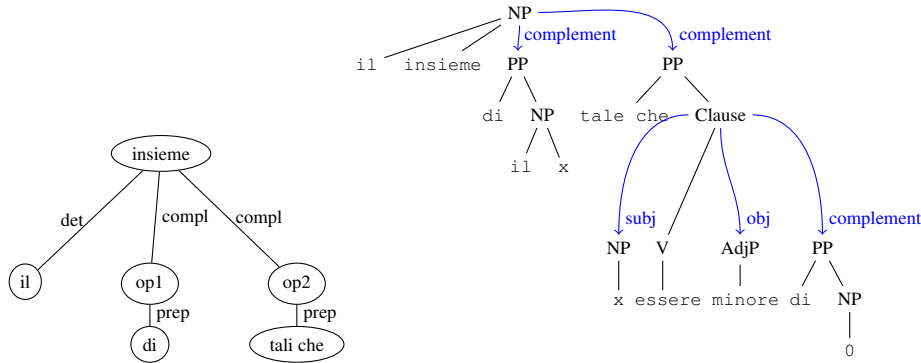 insieme
det
compl
compl
il
op1
op2
prep
prep
di
tali che
NP
complement
complement
il
insieme
PP
PP
di
NP
tale che
Clause
il
x
subj
obj
complement
NP
V
AdjP
PP
x
essere
minore
di
NP
0